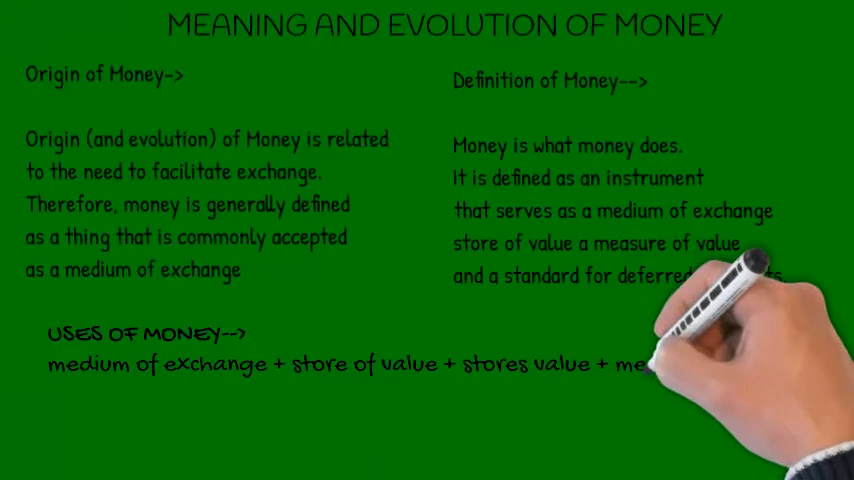 MEANING AND EVOLUTION OF MONEY
Origin of Money->
Origin (and evolution) of Money is related
to the need to facilitate exchange.
Therefore, money is generally defined
as a thing that is commonly accepted
as a medium of exchange
Definition of Money-->
Money is what money does.
It is defined as an instrument
that serves as a medium of exchange
store of value a measure of value
and a standard for deferred
USES OF MONEY-->
medium of exchange + store of value + stores value +